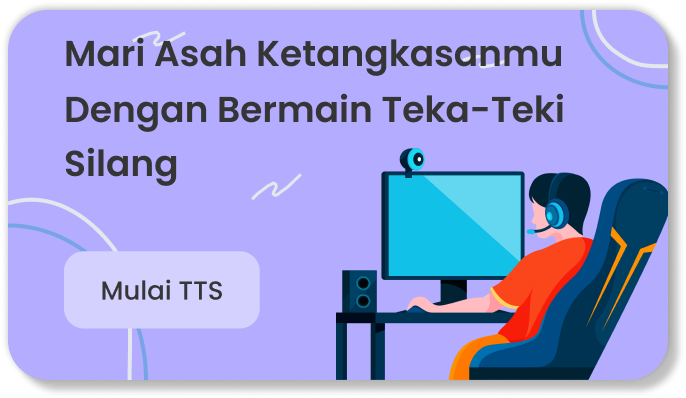 Mari Asah Ketangkasanmu
Dengan Bermain Teka-Teki
Silang
Mulai TTS